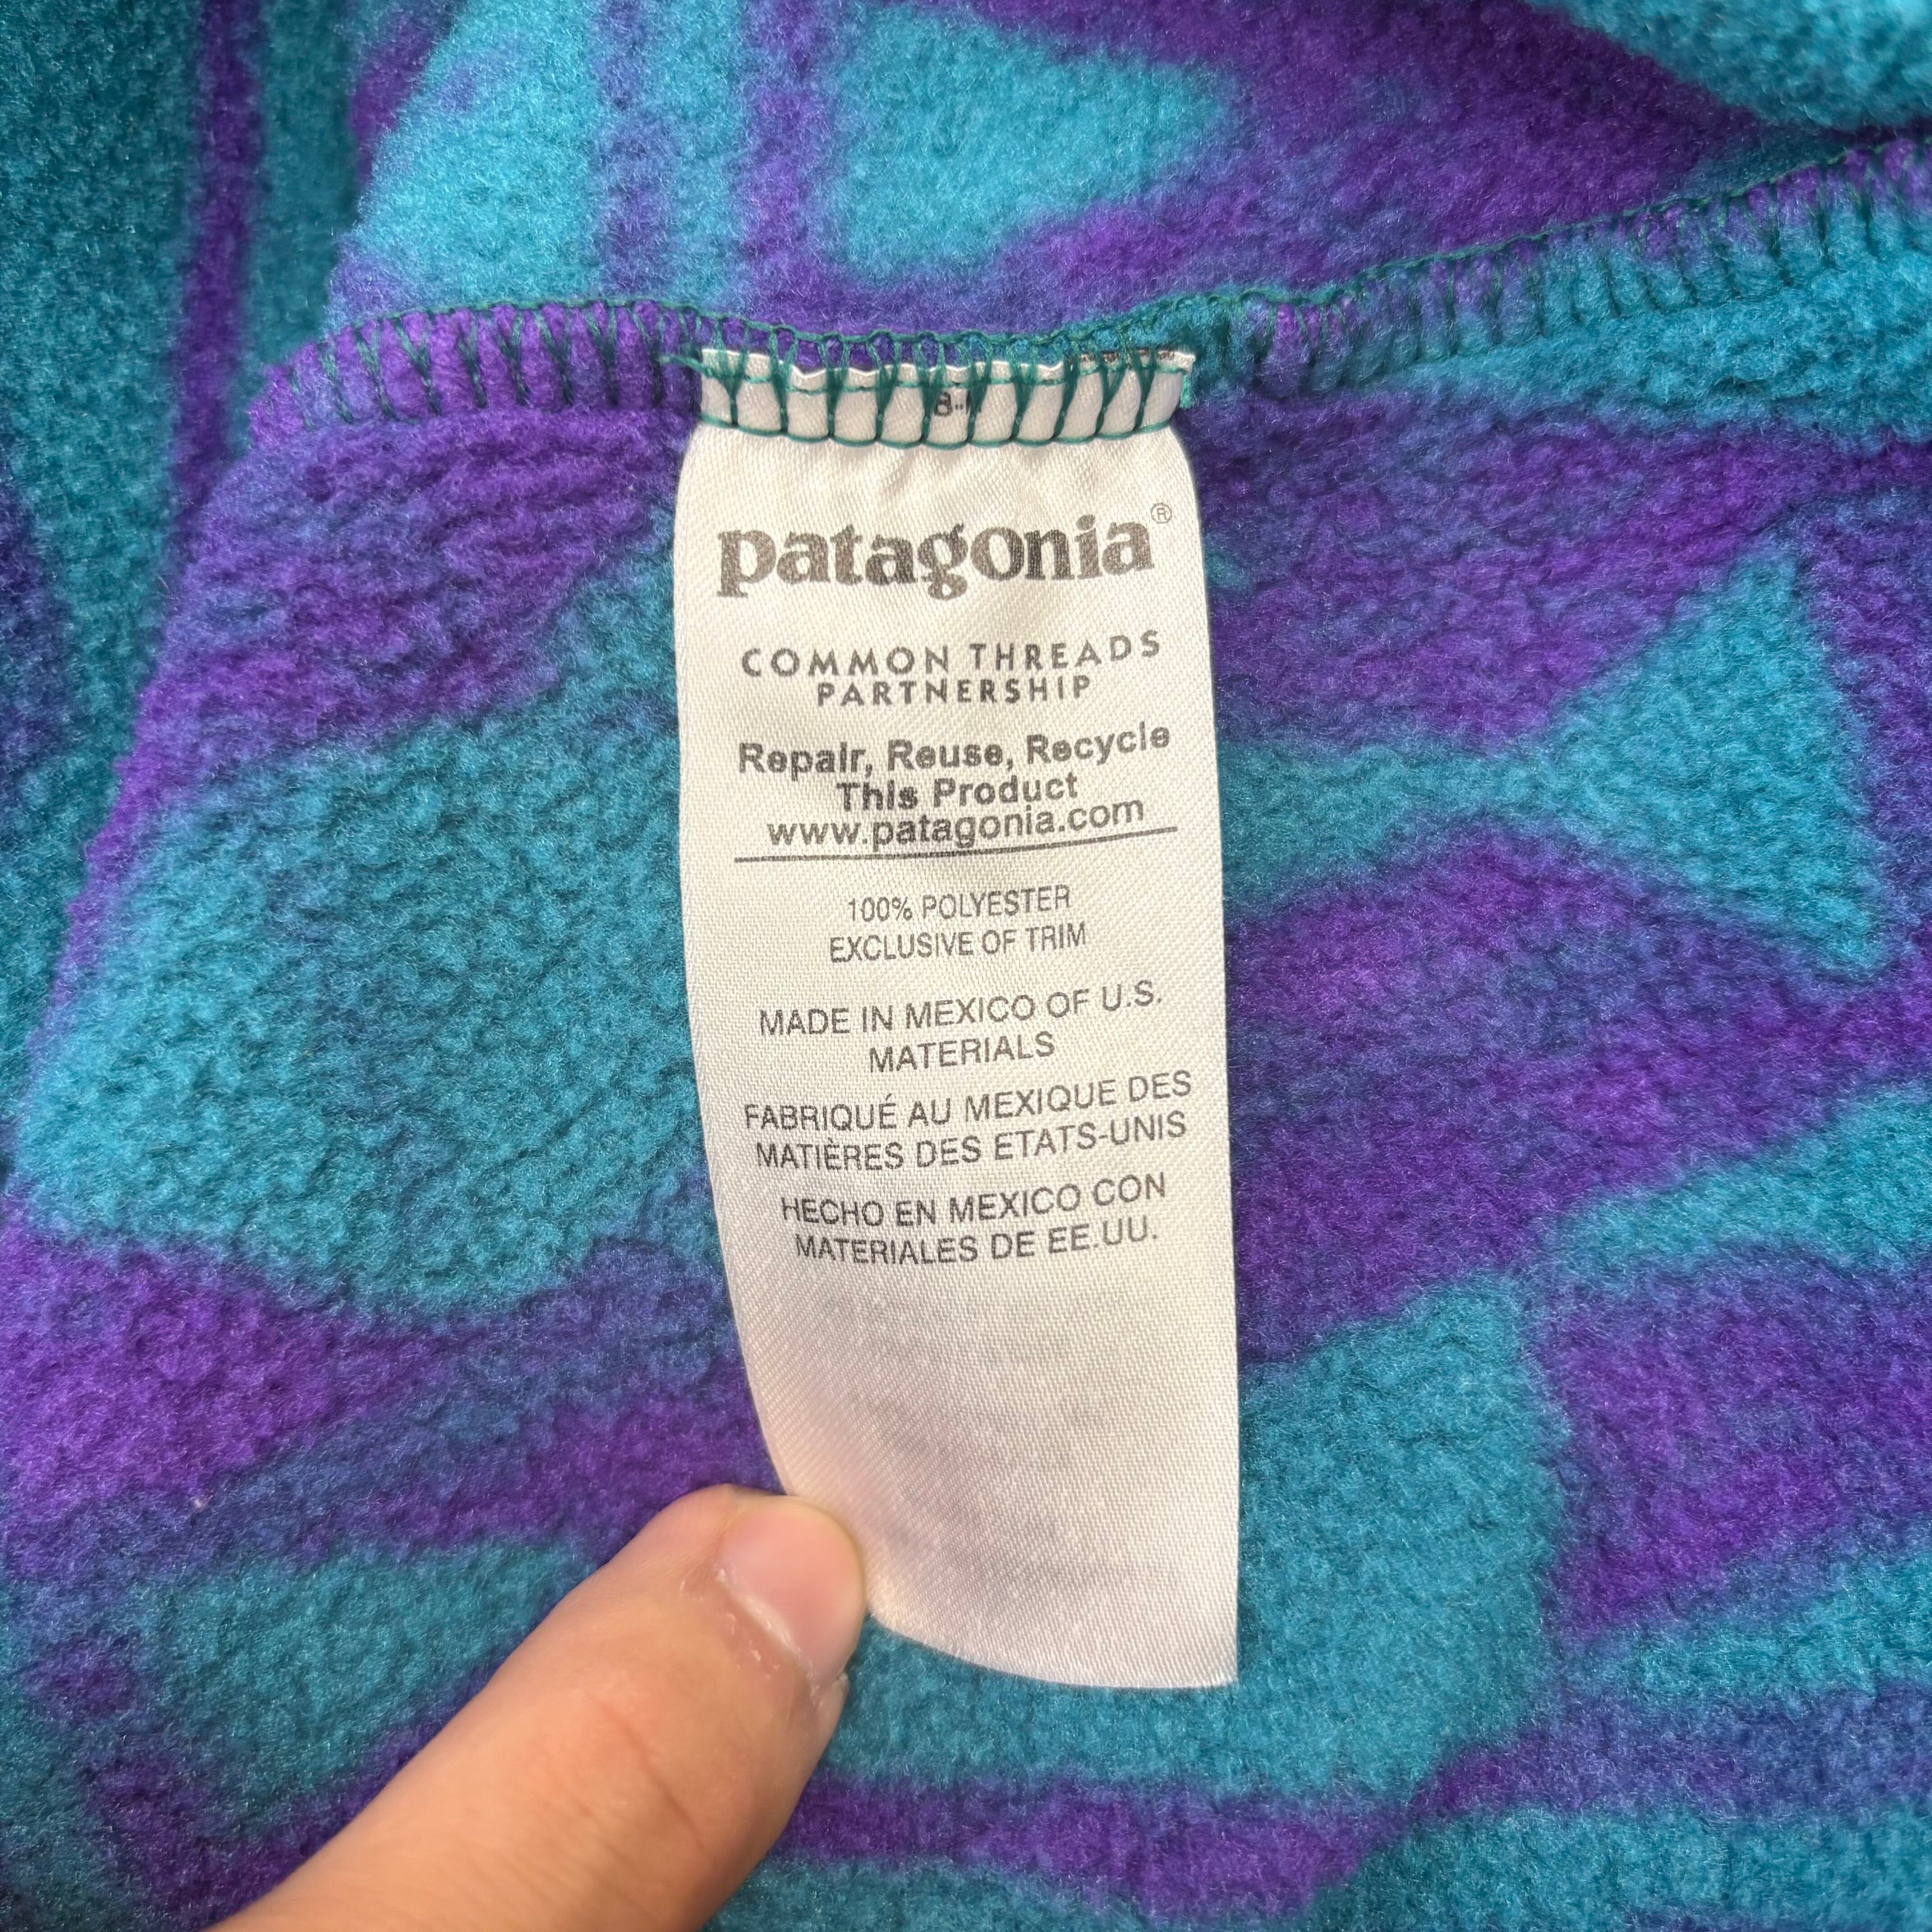 patagonia®
COMMON THREADS
PARTNERSHIP
Repair, Reuse, Recycle
This Product
www.patagonia.com
100% POLYESTER
EXCLUSIVE OF TRIM
MADE IN MEXICO OF U.S.
MATERIALS
FABRIQUÉ AU MEXIQUE DES
MATIÈRES DES ETATS-UNIS
HECHO EN MEXICO CON
MATERIALES DE EE.UU.